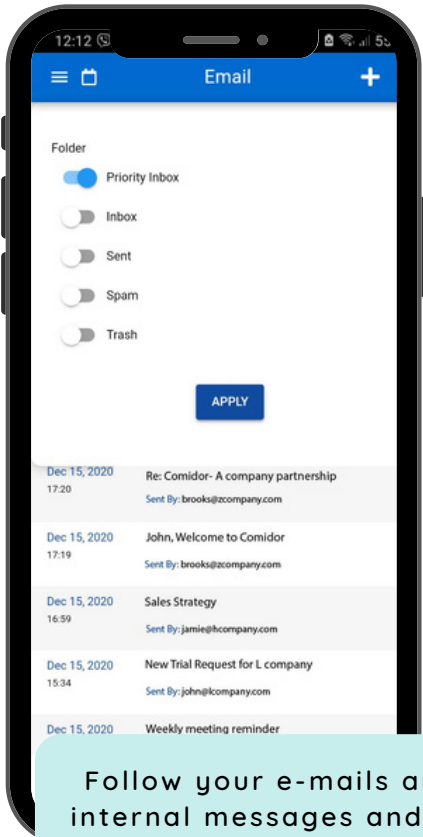 12:12
Email
Folder
Priority Inbox
Inbox
Sent
Spam
Trash
APPLY
Dec 15, 2020 Re: Comidor- A company partnership
17:20 Sent By: brooks@zcompany.com
Dec 15, 2020 John, Welcome to Comidor
17:19 Sent By: brooks@zcompany.com
Dec 15, 2020 Sales Strategy
16:59 Sent By: jamie@hcompany.com
Dec 15, 2020 New Trial Request for L company
15:34 Sent By: john@lcompany.com
Dec 15, 2020 Weekly meeting reminder
Follow your e-mails
internal messages and